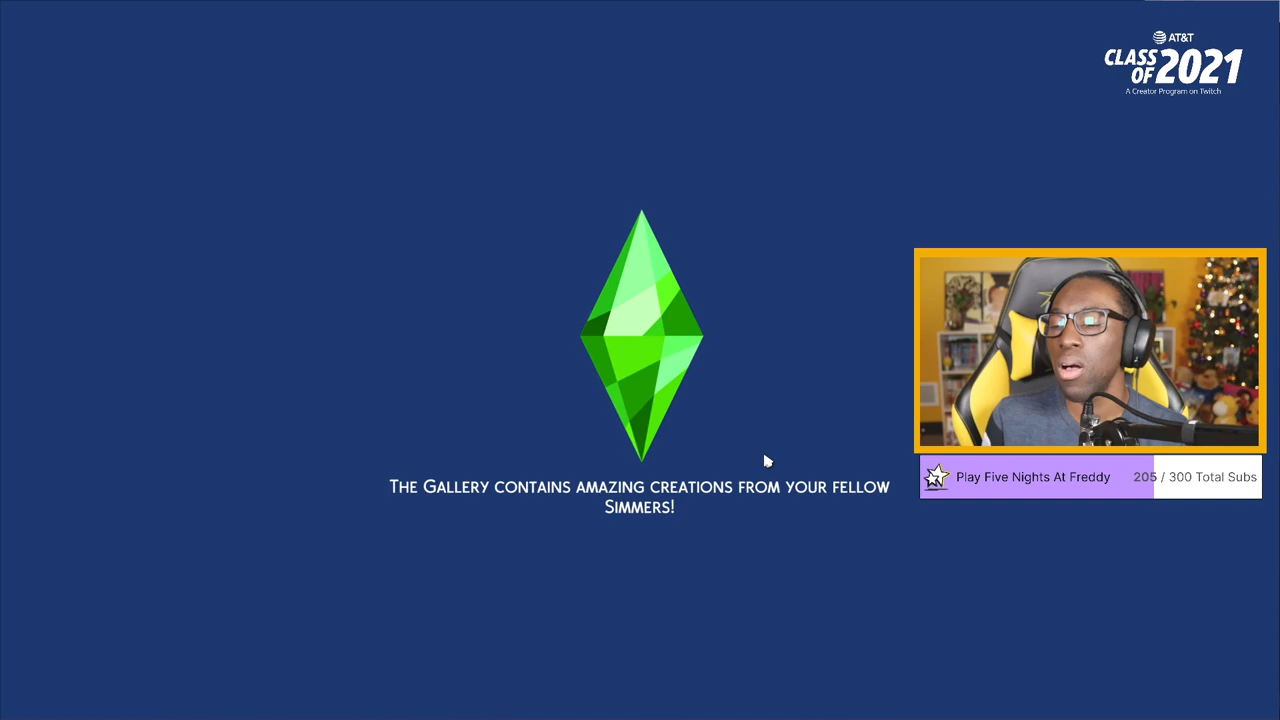 AT&T
CLASS
OF 2021
A Creator Program on Twitch
THE GALLERY CONTAINS AMAZING CREATIONS FROM YOUR FELLOW
SIMMERS!
Play Five Nights At Freddy 205 / 300 Total Subs